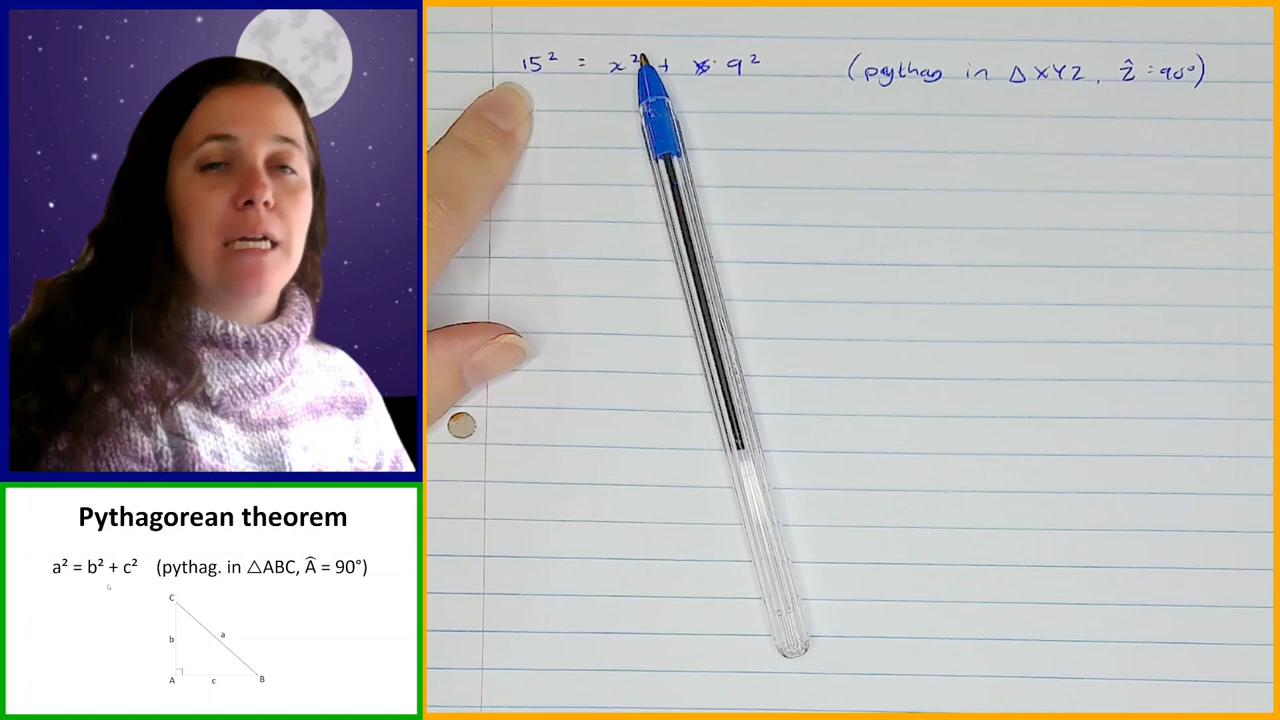 15² = x² + 9² (pythag in △XYZ, Ẑ = 90°)
Pythagorean theorem
a² = b² + c² (pythag. in △ABC, Â = 90°)
C
b a
A c B